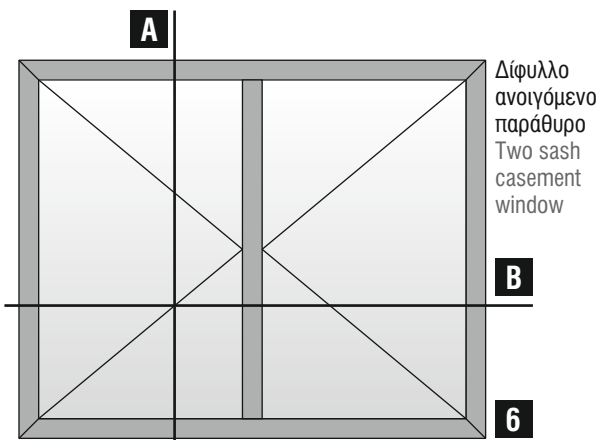 A
Δίφυλλο
ανοιγόμενο
παράθυρο
Two sash
casement
window
B
6